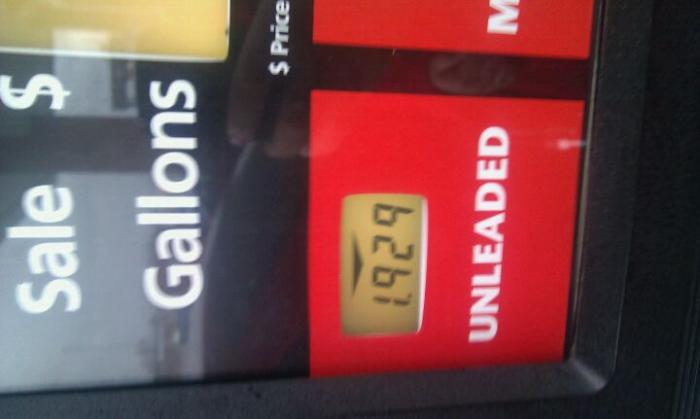 Sale $
Gallons
$ Price
UNLEADED
1.929